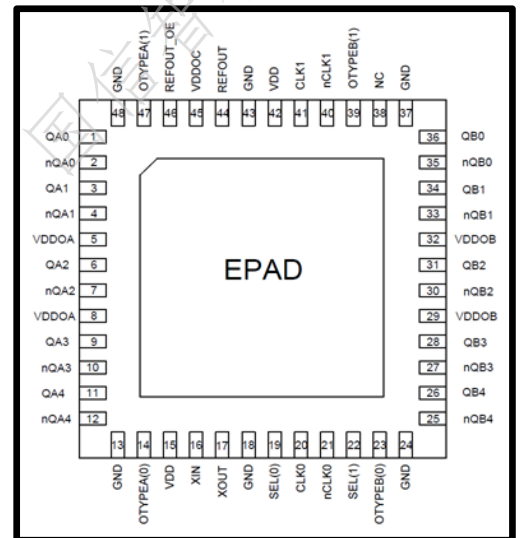 GND
OTYPEA(1)
REFOUT_OE
VDDOC
REFOUT
GND
VDD
CLK1
nCLK1
OTYPEB(1)
NC
GND
48 47 46 45 44 43 42 41 40 39 38 37
QA0 1
nQA0 2
QA1 3
nQA1 4
VDDOA 5
QA2 6
nQA2 7
VDDOA 8
QA3 9
nQA3 10
QA4 11
nQA4 12
EPAD
36 QB0
35 nQB0
34 QB1
33 nQB1
32 VDDOB
31 QB2
30 nQB2
29 VDDOB
28 QB3
27 nQB3
26 QB4
25 nQB4
13 14 15 16 17 18 19 20 21 22 23 24
GND
OTYPEA(0)
VDD
XIN
XOUT
GND
SEL(0)
CLK0
nCLK0
SEL(1)
OTYPEB(0)
GND
国信智